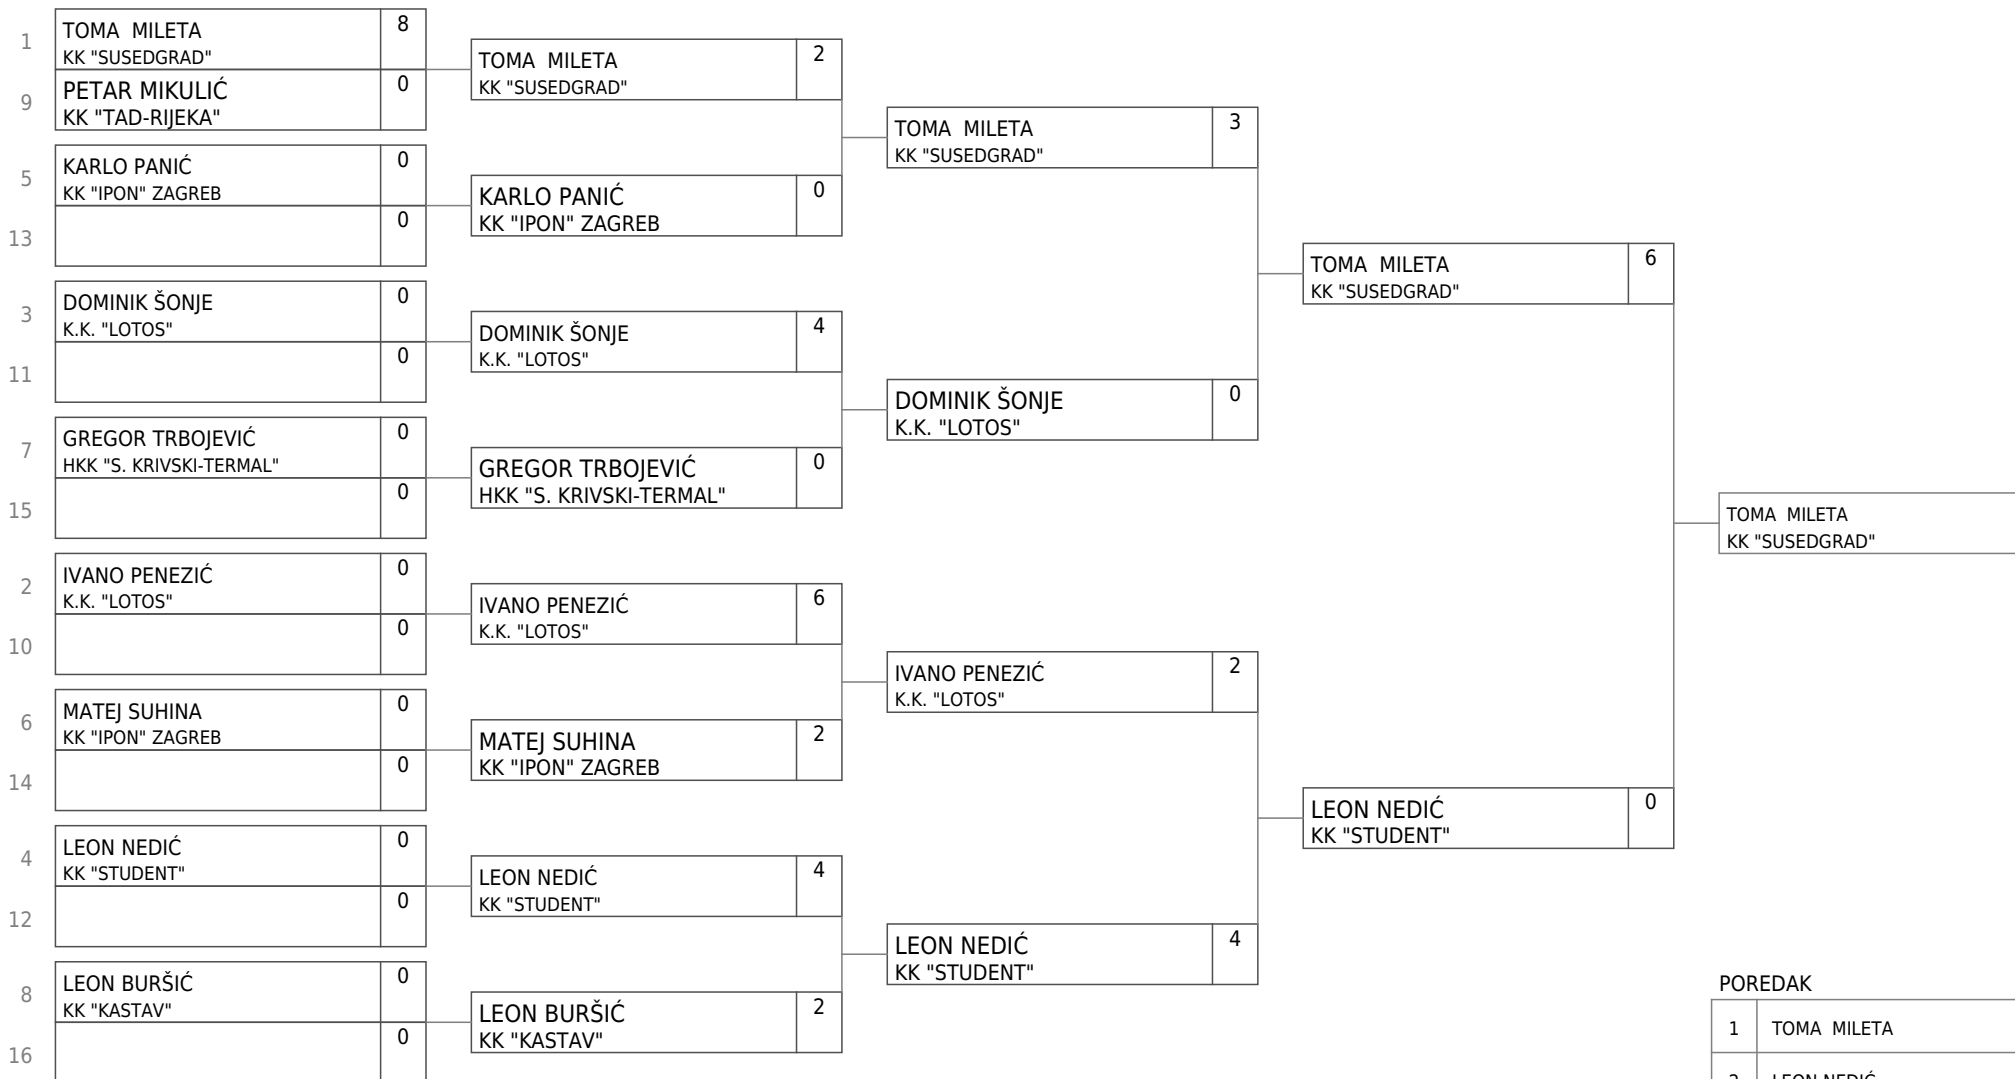 1
TOMA  MILETA
KK "SUSEDGRAD"
8
9
PETAR MIKULIĆ
KK "TAD-RIJEKA"
0
5
KARLO PANIĆ
KK "IPON" ZAGREB
0
13
0
3
DOMINIK ŠONJE
K.K. "LOTOS"
0
11
0
7
GREGOR TRBOJEVIĆ
HKK "S. KRIVSKI-TERMAL"
0
15
0
2
IVANO PENEZIĆ
K.K. "LOTOS"
0
10
0
6
MATEJ SUHINA
KK "IPON" ZAGREB
0
14
0
4
LEON NEDIĆ
KK "STUDENT"
0
12
0
8
LEON BURŠIĆ
KK "KASTAV"
0
16
0
TOMA  MILETA
KK "SUSEDGRAD"
2
KARLO PANIĆ
KK "IPON" ZAGREB
0
DOMINIK ŠONJE
K.K. "LOTOS"
4
GREGOR TRBOJEVIĆ
HKK "S. KRIVSKI-TERMAL"
0
IVANO PENEZIĆ
K.K. "LOTOS"
6
MATEJ SUHINA
KK "IPON" ZAGREB
2
LEON NEDIĆ
KK "STUDENT"
4
LEON BURŠIĆ
KK "KASTAV"
2
TOMA  MILETA
KK "SUSEDGRAD"
3
DOMINIK ŠONJE
K.K. "LOTOS"
0
IVANO PENEZIĆ
K.K. "LOTOS"
2
LEON NEDIĆ
KK "STUDENT"
4
TOMA  MILETA
KK "SUSEDGRAD"
6
LEON NEDIĆ
KK "STUDENT"
0
TOMA  MILETA
KK "SUSEDGRAD"
POREDAK
1 TOMA  MILETA
2 LEON NEDIĆ